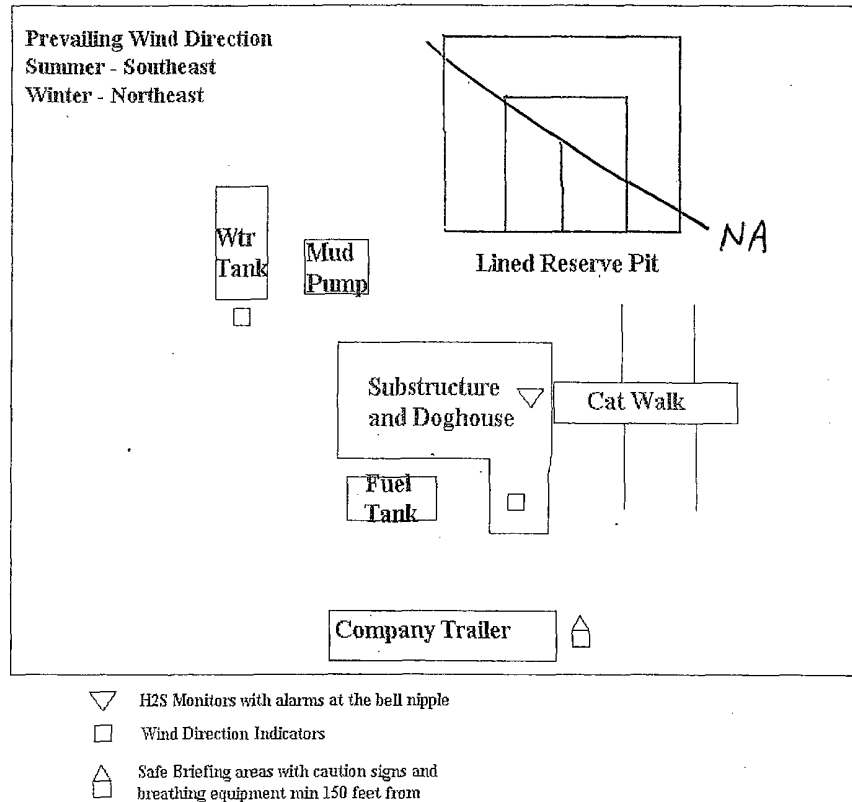 Prevailing Wind Direction
Summer - Southeast
Winter - Northeast
NA
Lined Reserve Pit
Wtr
Tank
Mud
Pump
Substructure
and Doghouse
Cat Walk
Fuel
Tank
Company Trailer
H2S Monitors with alarms at the bell nipple
Wind Direction Indicators
Safe Briefing areas with caution signs and
breathing equipment min 150 feet from